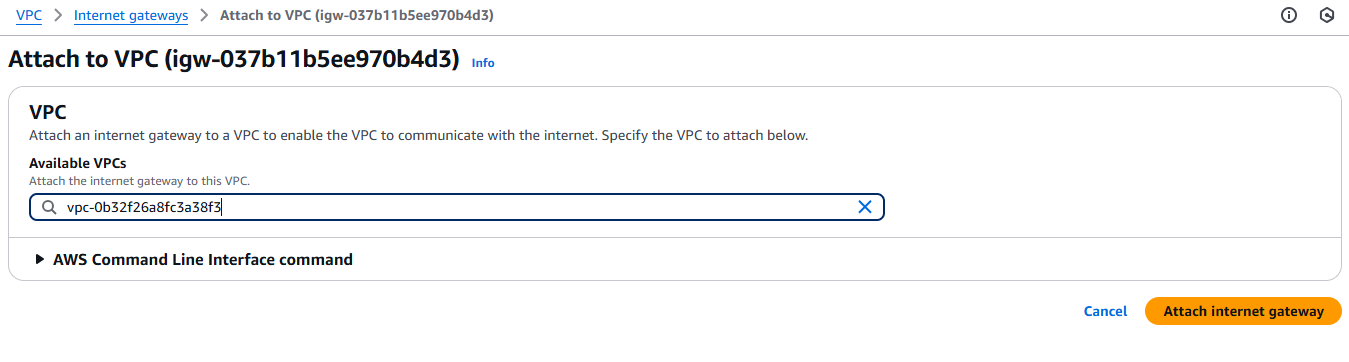 VPC > Internet gateways > Attach to VPC (igw-037b11b5ee970b4d3)
Attach to VPC (igw-037b11b5ee970b4d3) Info
VPC
Attach an internet gateway to a VPC to enable the VPC to communicate with the internet. Specify the VPC to attach below.
Available VPCs
Attach the internet gateway to this VPC.
vpc-0b32f26a8fc3a38f3
AWS Command Line Interface command
Cancel Attach internet gateway